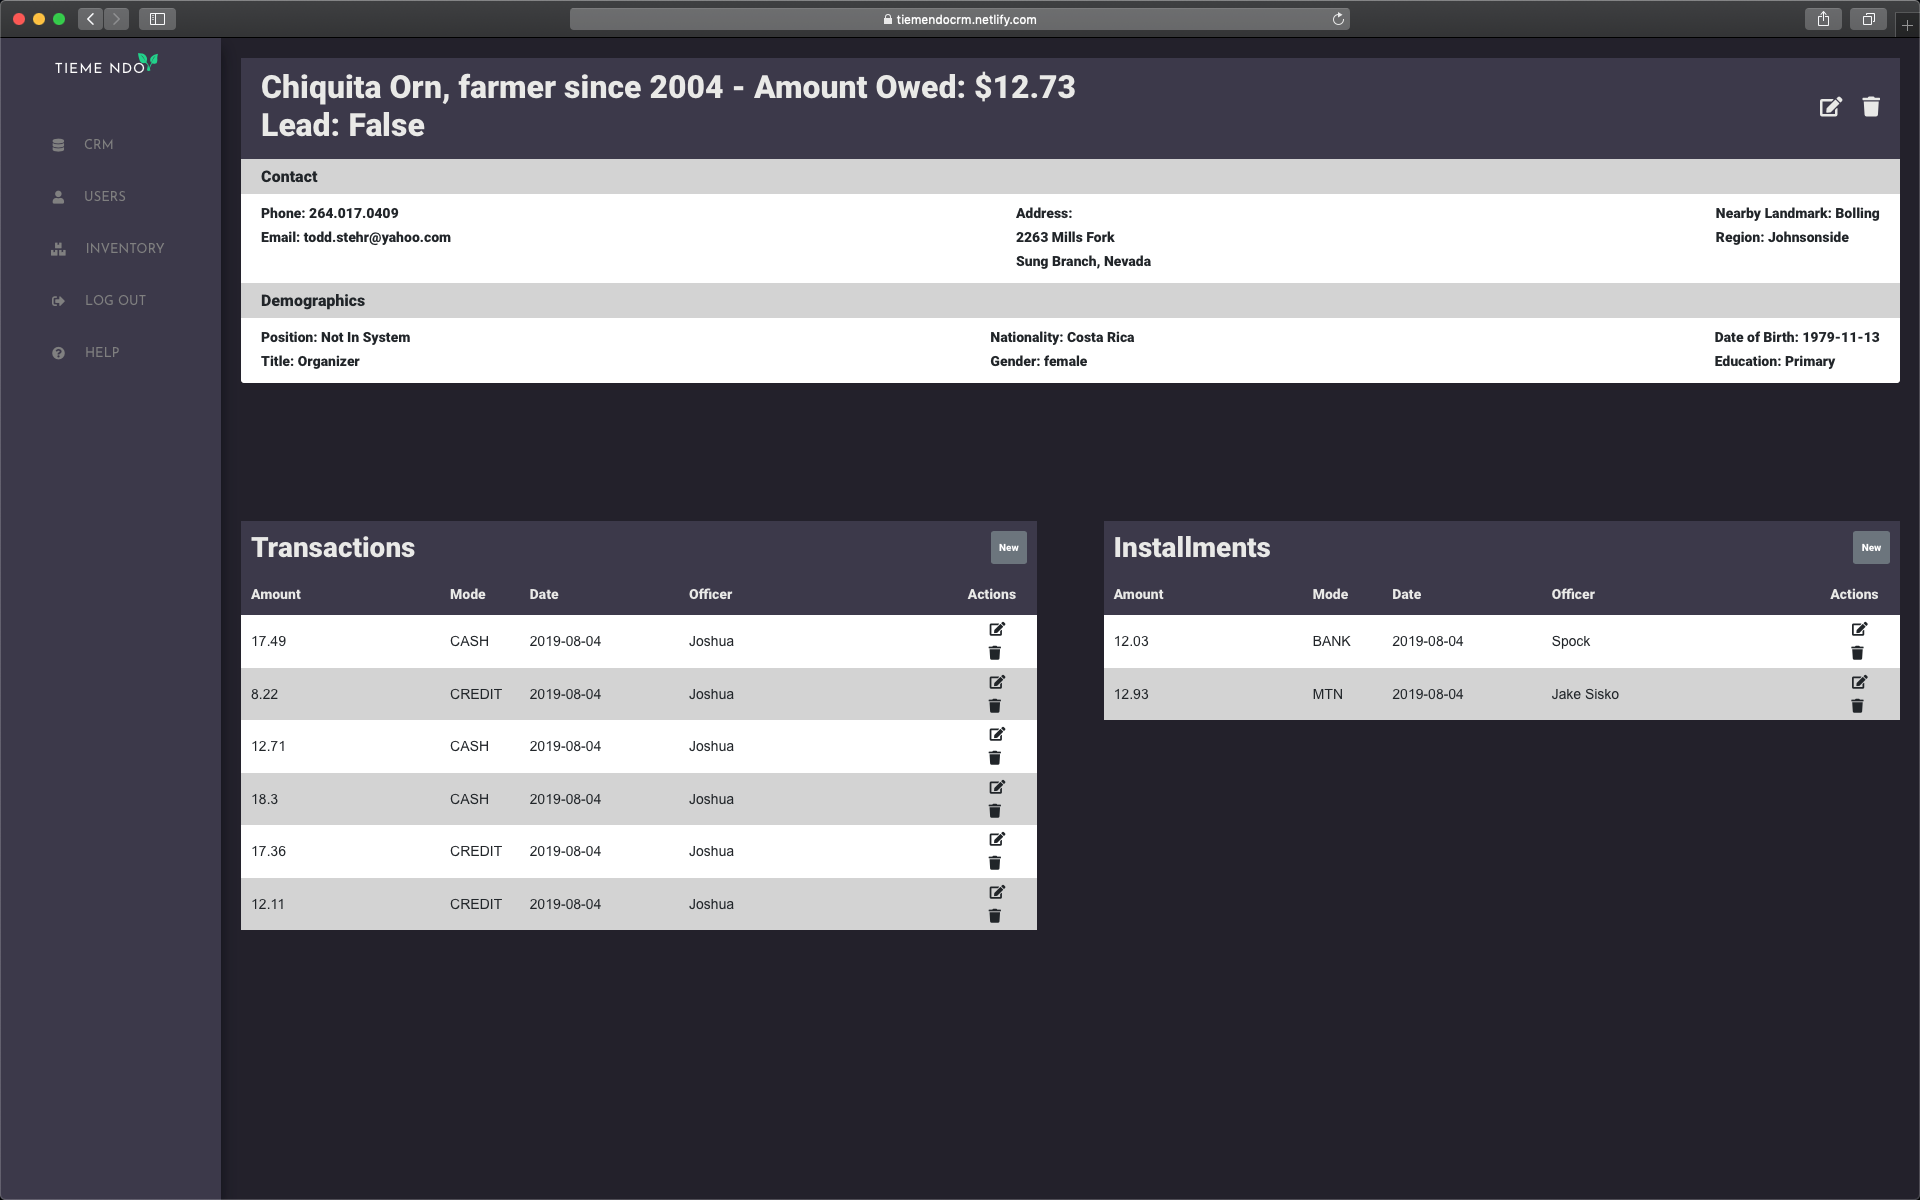 tiemendocrm.netlify.com
TIEME NDO
CRM
USERS
INVENTORY
LOG OUT
HELP
Chiquita Orn, farmer since 2004 - Amount Owed: $12.73
Lead: False
Contact
Phone: 264.017.0409
Email: todd.stehr@yahoo.com
Address:
2263 Mills Fork
Sung Branch, Nevada
Nearby Landmark: Bolling
Region: Johnsonside
Demographics
Position: Not In System
Title: Organizer
Nationality: Costa Rica
Gender: female
Date of Birth: 1979-11-13
Education: Primary
Transactions New
Amount Mode Date Officer Actions
17.49 CASH 2019-08-04 Joshua
8.22 CREDIT 2019-08-04 Joshua
12.71 CASH 2019-08-04 Joshua
18.3 CASH 2019-08-04 Joshua
17.36 CREDIT 2019-08-04 Joshua
12.11 CREDIT 2019-08-04 Joshua
Installments New
Amount Mode Date Officer Actions
12.03 BANK 2019-08-04 Spock
12.93 MTN 2019-08-04 Jake Sisko